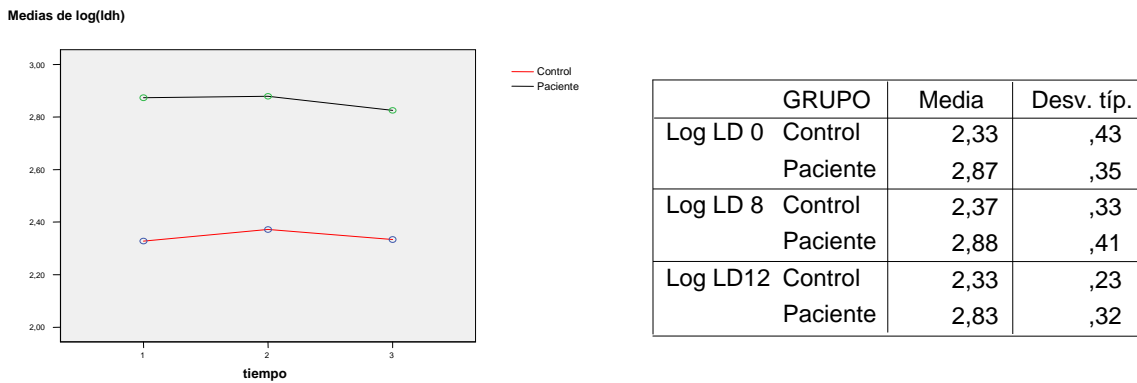 Medias de log(ldh)
3,00
2,80
2,60
2,40
2,20
2,00
1 2 3
tiempo
Control
Paciente
GRUPO Media Desv. típ.
Log LD 0 Control 2,33 ,43
Paciente 2,87 ,35
Log LD 8 Control 2,37 ,33
Paciente 2,88 ,41
Log LD12 Control 2,33 ,23
Paciente 2,83 ,32